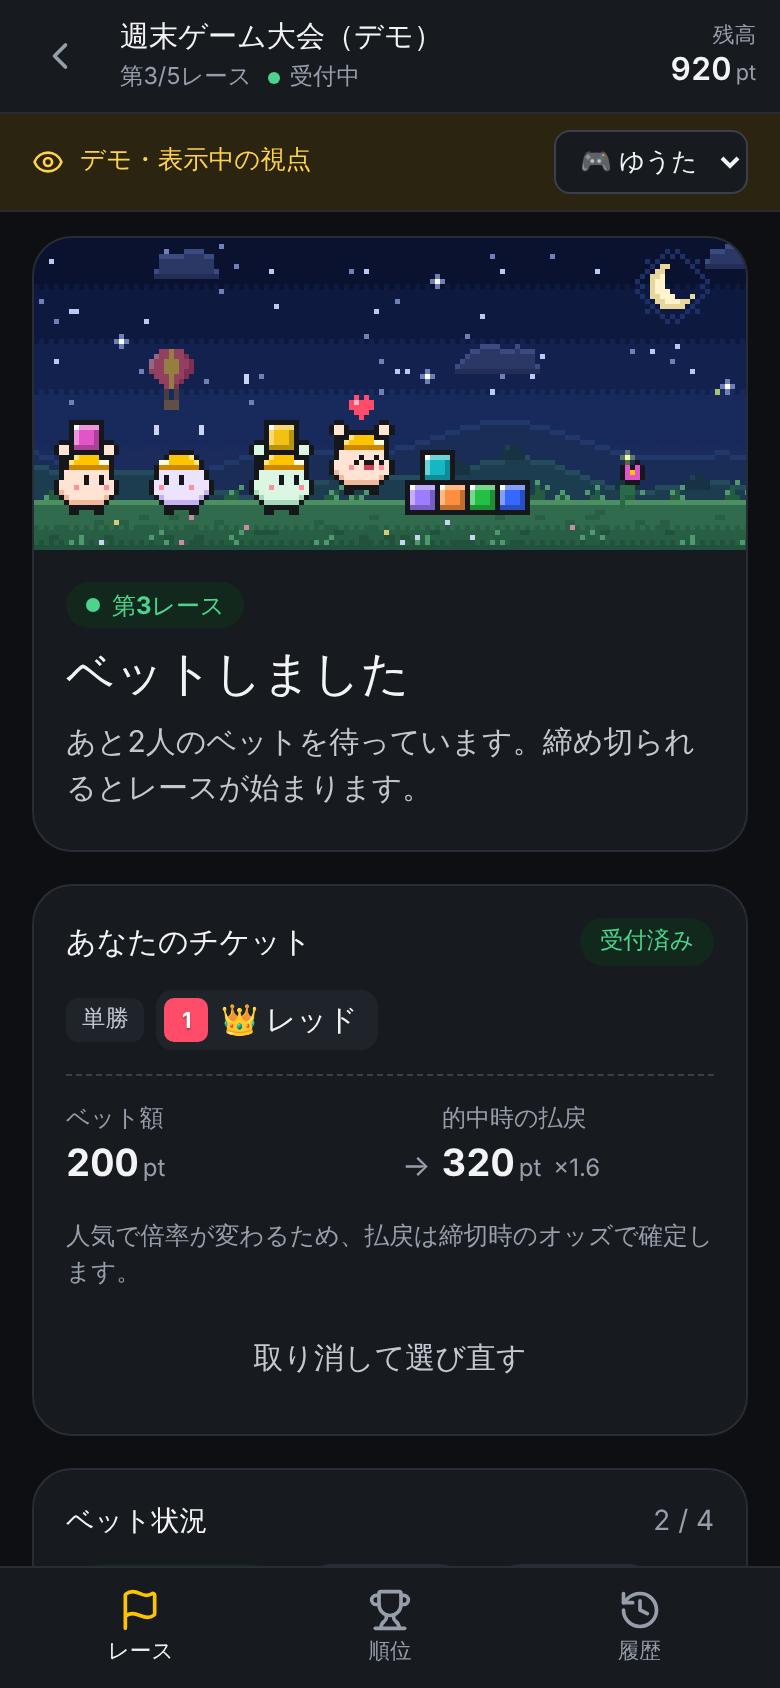 週末ゲーム大会（デモ）
第3/5レース ● 受付中
残高
920 pt
デモ・表示中の視点
🎮 ゆうた
第3レース
ベットしました
あと2人のベットを待っています。締め切られ
るとレースが始まります。
あなたのチケット
受付済み
単勝
1 👑 レッド
ベット額
200 pt
→
的中時の払戻
320 pt ×1.6
人気で倍率が変わるため、払戻は締切時のオッズで確定し
ます。
取り消して選び直す
ベット状況
2 / 4
レース
順位
履歴